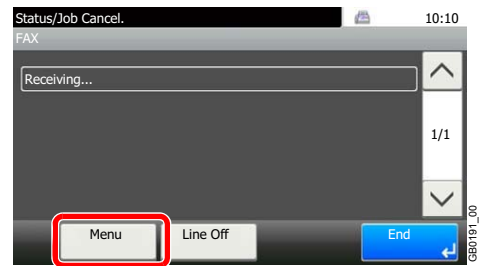 Status/Job Cancel. 10:10
FAX
Receiving...
1/1
Menu Line Off End
GB0191_00